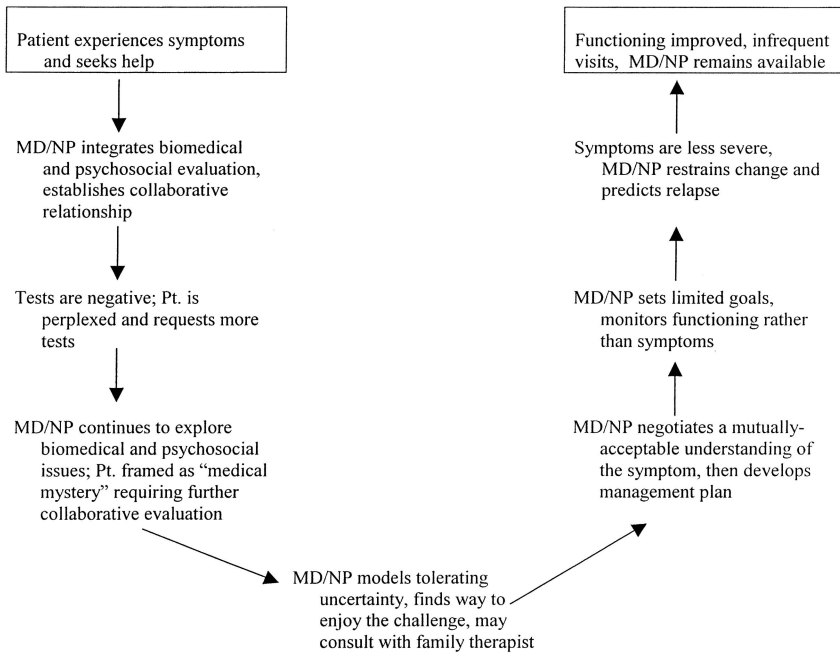 Patient experiences symptoms
and seeks help
MD/NP integrates biomedical
and psychosocial evaluation,
establishes collaborative
relationship
Tests are negative; Pt. is
perplexed and requests more
tests
MD/NP continues to explore
biomedical and psychosocial
issues; Pt. framed as “medical
mystery” requiring further
collaborative evaluation
MD/NP models tolerating
uncertainty, finds way to
enjoy the challenge, may
consult with family therapist
MD/NP negotiates a mutually-
acceptable understanding of
the symptom, then develops
management plan
MD/NP sets limited goals,
monitors functioning rather
than symptoms
Symptoms are less severe,
MD/NP restrains change and
predicts relapse
Functioning improved, infrequent
visits, MD/NP remains available